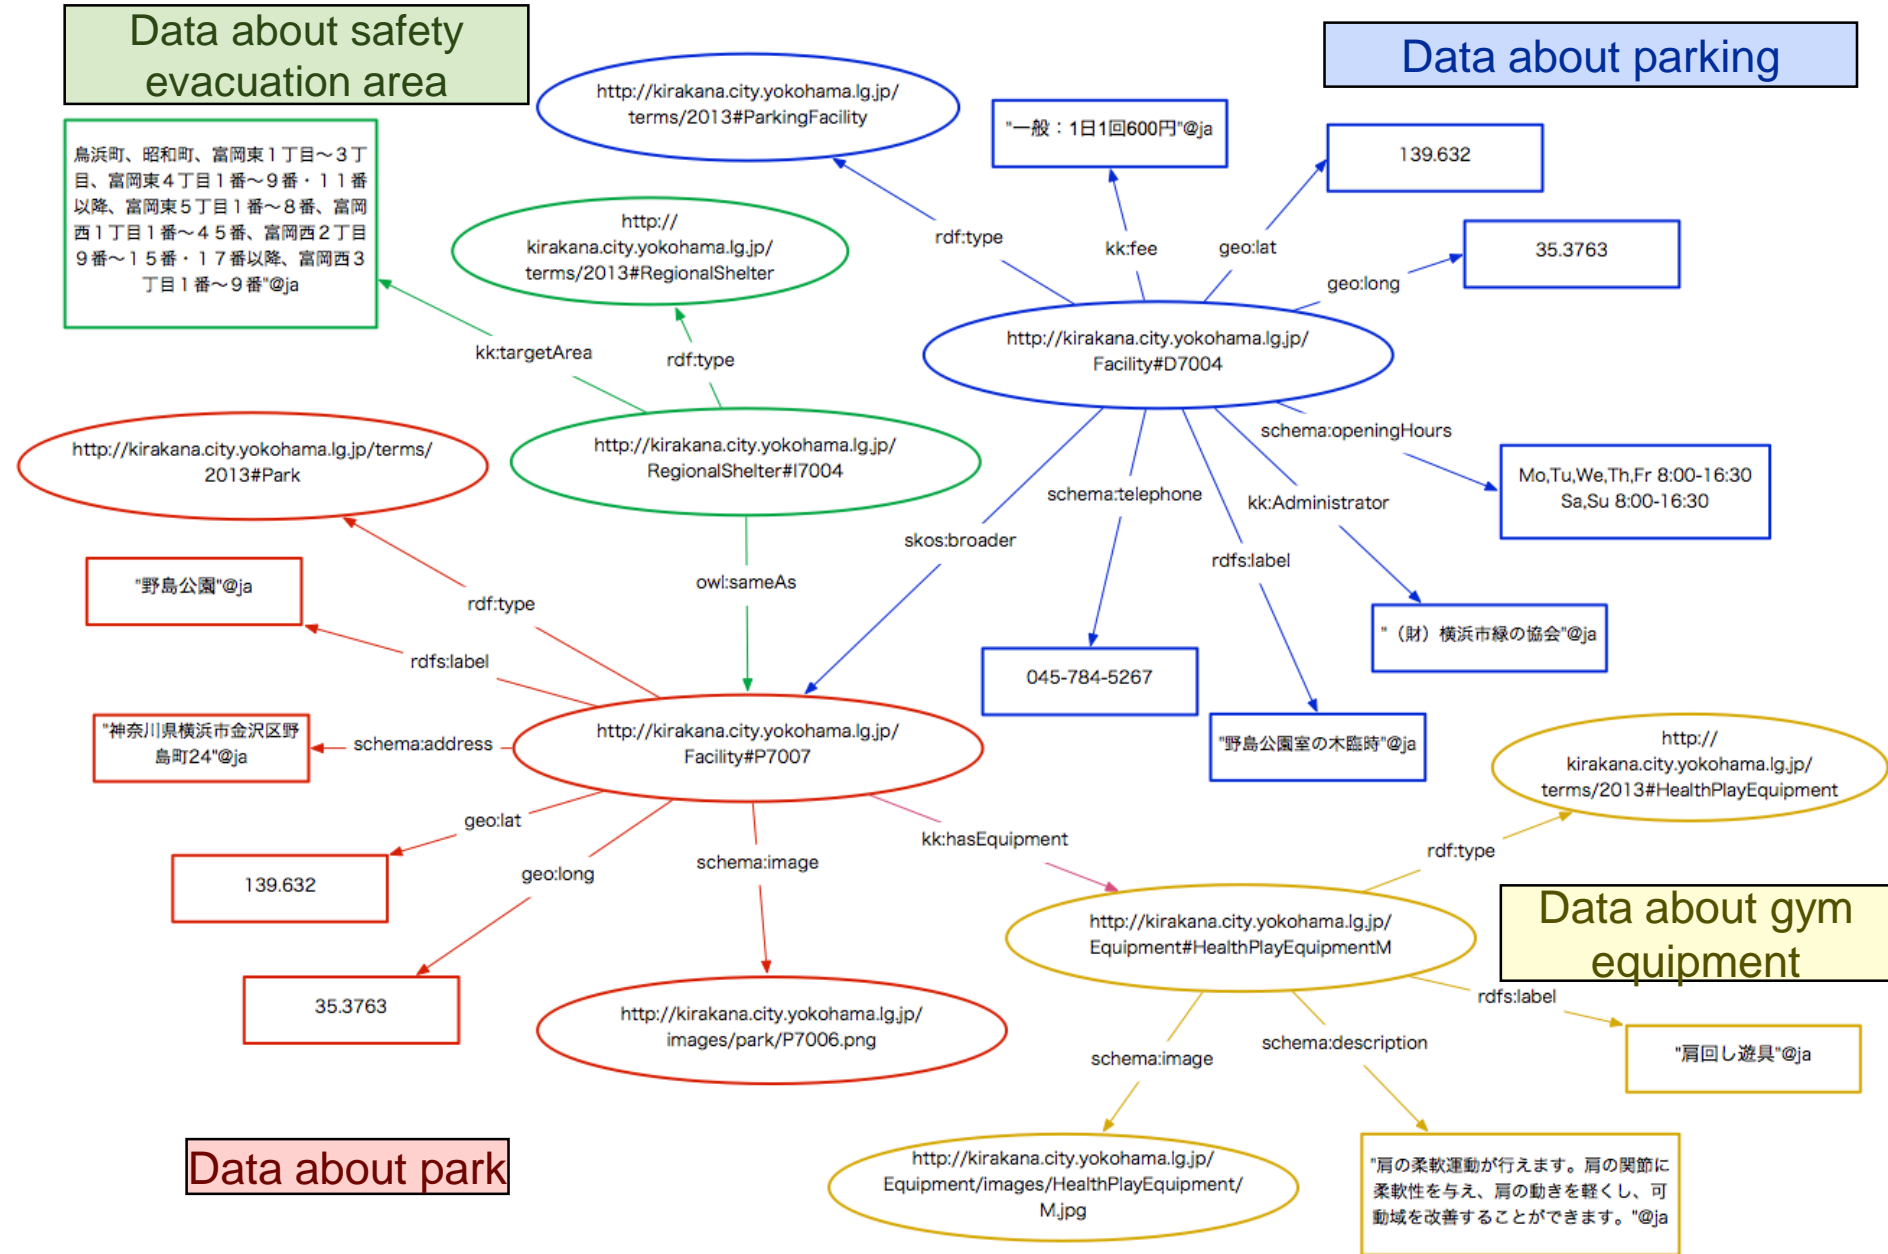 Data about safety
evacuation area
Data about parking
http://kirakana.city.yokohama.lg.jp/
terms/2013#ParkingFacility
"一般：1日1回600円"@ja
139.632
35.3763
鳥浜町、昭和町、富岡東１丁目～３丁
目、富岡東４丁目１番～９番・１１番
以降、富岡東５丁目１番～８番、富岡
西１丁目１番～４５番、富岡西２丁目
９番～１５番・１７番以降、富岡西３
丁目１番～９番"@ja
http://
kirakana.city.yokohama.lg.jp/
terms/2013#RegionalShelter
rdf:type
kk:fee
geo:lat
geo:long
kk:targetArea
rdf:type
http://kirakana.city.yokohama.lg.jp/
Facility#D7004
http://kirakana.city.yokohama.lg.jp/terms/
2013#Park
http://kirakana.city.yokohama.lg.jp/
RegionalShelter#I7004
schema:openingHours
Mo,Tu,We,Th,Fr 8:00-16:30
Sa,Su 8:00-16:30
schema:telephone
kk:Administrator
skos:broader
rdfs:label
owl:sameAs
"野島公園"@ja
rdf:type
rdfs:label
"（財）横浜市緑の協会"@ja
045-784-5267
"野島公園室の木臨時"@ja
"神奈川県横浜市金沢区野
島町24"@ja
schema:address
http://kirakana.city.yokohama.lg.jp/
Facility#P7007
http://
kirakana.city.yokohama.lg.jp/
terms/2013#HealthPlayEquipment
geo:lat
kk:hasEquipment
rdf:type
139.632
geo:long
schema:image
http://kirakana.city.yokohama.lg.jp/
Equipment#HealthPlayEquipmentM
Data about gym
equipment
35.3763
http://kirakana.city.yokohama.lg.jp/
images/park/P7006.png
rdfs:label
schema:image
schema:description
"肩回し遊具"@ja
Data about park
http://kirakana.city.yokohama.lg.jp/
Equipment/images/HealthPlayEquipment/
M.jpg
"肩の柔軟運動が行えます。肩の関節に
柔軟性を与え、肩の動きを軽くし、可
動域を改善することができます。"@ja